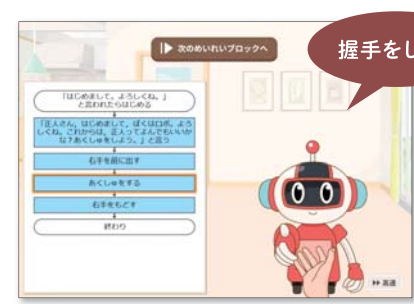 次のめいれいブロックへ
握手をし
「はじめまして。よろしくね。」
と言われたらはじめる
「正人さん、はじめまして。ぼくはロボ。よろ
しくね。これからは、正人ってよんでもいいか
な？あくしゅをしよう。」と言う
右手を前に出す
あくしゅをする
右手をもどす
終わり
高速